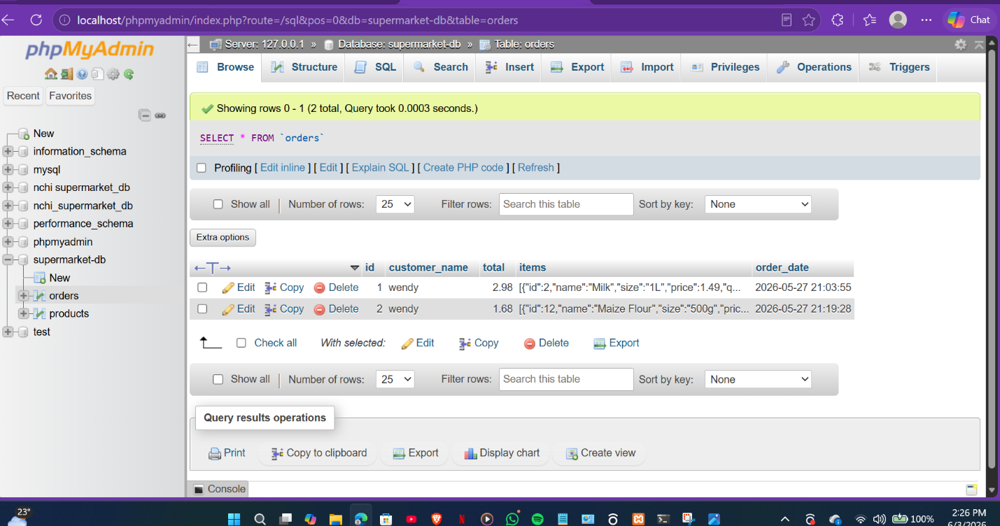 localhost/phpmyadmin/index.php?route=/sql&pos=0&db=supermarket-db&table=orders
Chat
phpMyAdmin
Recent Favorites
New
information_schema
mysql
nchi supermarket_db
nchi_supermarket_db
performance_schema
phpmyadmin
supermarket-db
New
orders
products
test
Server: 127.0.0.1 » Database: supermarket-db » Table: orders
Browse Structure SQL Search Insert Export Import Privileges Operations Triggers
Showing rows 0 - 1 (2 total, Query took 0.0003 seconds.)
SELECT * FROM `orders`
Profiling [ Edit inline ] [ Edit ] [ Explain SQL ] [ Create PHP code ] [ Refresh ]
Show all | Number of rows: 25 Filter rows: Search this table Sort by key: None
Extra options
←T→ id customer_name total items order_date
Edit Copy Delete 1 wendy 2.98 [{"id":2,"name":"Milk","size":"1L","price":1.49,"q... 2026-05-27 21:03:55
Edit Copy Delete 2 wendy 1.68 [{"id":12,"name":"Maize Flour","size":"500g","pric... 2026-05-27 21:19:28
Check all With selected: Edit Copy Delete Export
Show all | Number of rows: 25 Filter rows: Search this table Sort by key: None
Query results operations
Print Copy to clipboard Export Display chart Create view
Console
23°
100%
2:26 PM
6/3/2026